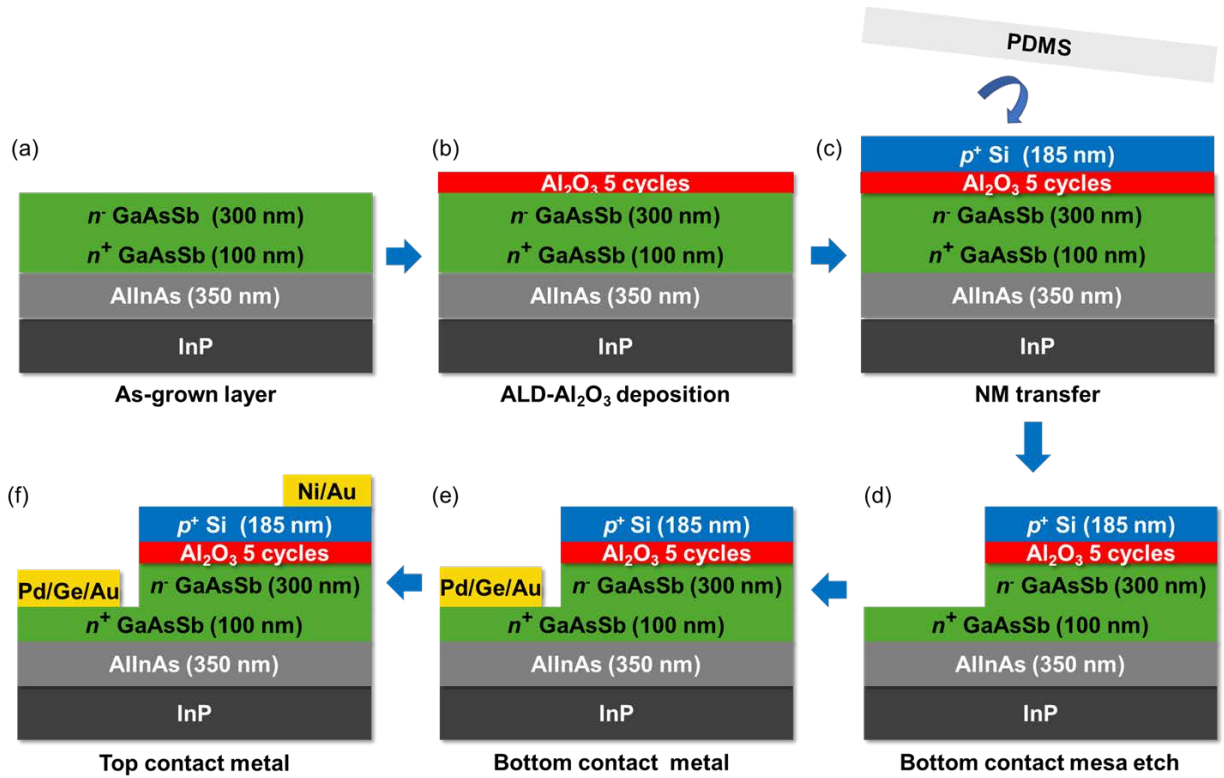 PDMS
(a)
n⁻ GaAsSb (300 nm)
n⁺ GaAsSb (100 nm)
AlInAs (350 nm)
InP
As-grown layer
(b)
Al₂O₃ 5 cycles
n⁻ GaAsSb (300 nm)
n⁺ GaAsSb (100 nm)
AlInAs (350 nm)
InP
ALD-Al₂O₃ deposition
(c)
p⁺ Si (185 nm)
Al₂O₃ 5 cycles
n⁻ GaAsSb (300 nm)
n⁺ GaAsSb (100 nm)
AlInAs (350 nm)
InP
NM transfer
(f)
Ni/Au
p⁺ Si (185 nm)
Al₂O₃ 5 cycles
n⁻ GaAsSb (300 nm)
Pd/Ge/Au
n⁺ GaAsSb (100 nm)
AlInAs (350 nm)
InP
Top contact metal
(e)
p⁺ Si (185 nm)
Al₂O₃ 5 cycles
n⁻ GaAsSb (300 nm)
Pd/Ge/Au
n⁺ GaAsSb (100 nm)
AlInAs (350 nm)
InP
Bottom contact metal
(d)
p⁺ Si (185 nm)
Al₂O₃ 5 cycles
n⁻ GaAsSb (300 nm)
n⁺ GaAsSb (100 nm)
AlInAs (350 nm)
InP
Bottom contact mesa etch